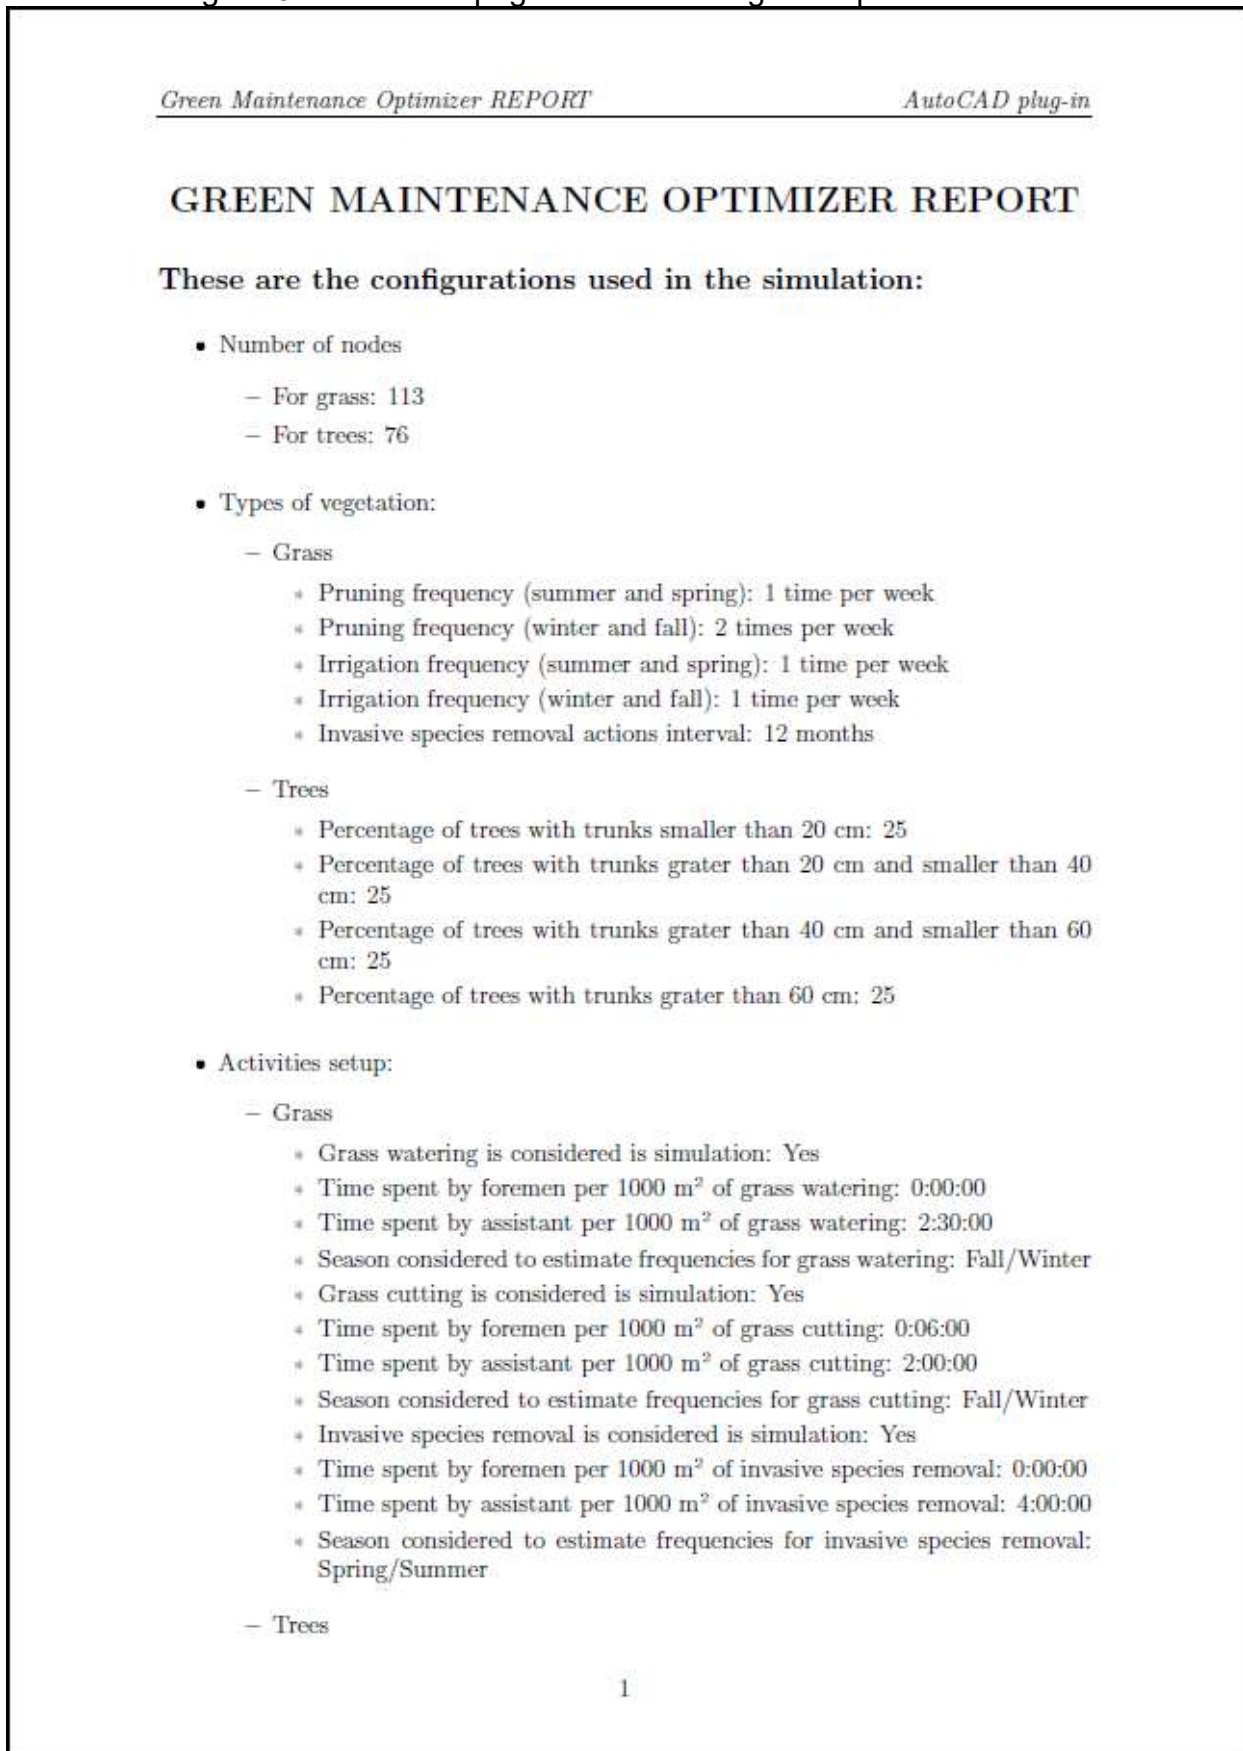 Green Maintenance Optimizer REPORT AutoCAD plug-in
GREEN MAINTENANCE OPTIMIZER REPORT
These are the configurations used in the simulation:
• Number of nodes
– For grass: 113
– For trees: 76
• Types of vegetation:
– Grass
* Pruning frequency (summer and spring): 1 time per week
* Pruning frequency (winter and fall): 2 times per week
* Irrigation frequency (summer and spring): 1 time per week
* Irrigation frequency (winter and fall): 1 time per week
* Invasive species removal actions interval: 12 months
– Trees
* Percentage of trees with trunks smaller than 20 cm: 25
* Percentage of trees with trunks grater than 20 cm and smaller than 40
cm: 25
* Percentage of trees with trunks grater than 40 cm and smaller than 60
cm: 25
* Percentage of trees with trunks grater than 60 cm: 25
• Activities setup:
– Grass
* Grass watering is considered is simulation: Yes
* Time spent by foremen per 1000 m² of grass watering: 0:00:00
* Time spent by assistant per 1000 m² of grass watering: 2:30:00
* Season considered to estimate frequencies for grass watering: Fall/Winter
* Grass cutting is considered is simulation: Yes
* Time spent by foremen per 1000 m² of grass cutting: 0:06:00
* Time spent by assistant per 1000 m² of grass cutting: 2:00:00
* Season considered to estimate frequencies for grass cutting: Fall/Winter
* Invasive species removal is considered is simulation: Yes
* Time spent by foremen per 1000 m² of invasive species removal: 0:00:00
* Time spent by assistant per 1000 m² of invasive species removal: 4:00:00
* Season considered to estimate frequencies for invasive species removal:
Spring/Summer
– Trees
1